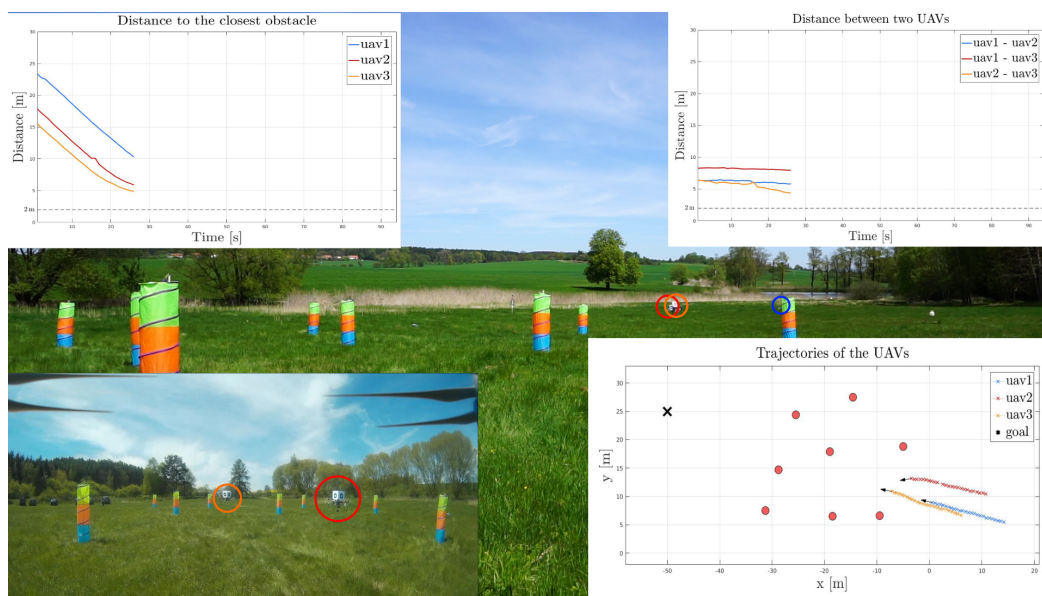 Distance to the closest obstacle
30
25
20
15
10
5
2 m
0
10 20 30 40 50 60 70 80 90
Distance [m]
Time [s]
uav1
uav2
uav3
Distance between two UAVs
30
25
20
15
10
5
2 m
0
10 20 30 40 50 60 70 80 90
Distance [m]
Time [s]
uav1 - uav2
uav1 - uav3
uav2 - uav3
Trajectories of the UAVs
30
25
20
15
10
5
0
-50 -40 -30 -20 -10 0 10 20
y [m]
x [m]
uav1
uav2
uav3
goal